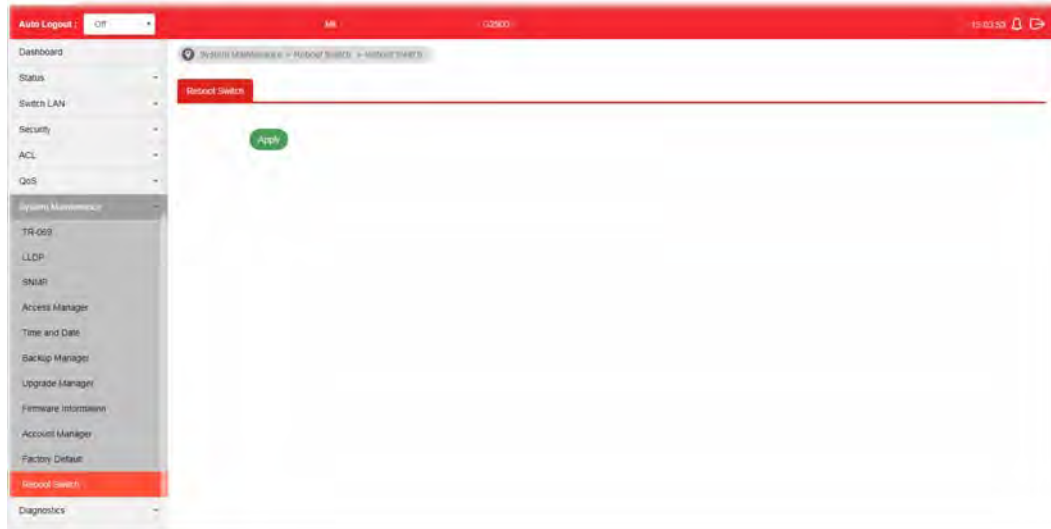 Auto Logout : Off
G2500
Dashboard
System Maintenance > Reboot Switch > Reboot Switch
Status
Reboot Switch
Switch LAN
Security
Apply
ACL
QoS
System Maintenance
TR-069
LLDP
SNMP
Access Manager
Time and Date
Backup Manager
Upgrade Manager
Firmware Information
Account Manager
Factory Default
Reboot Switch
Diagnostics